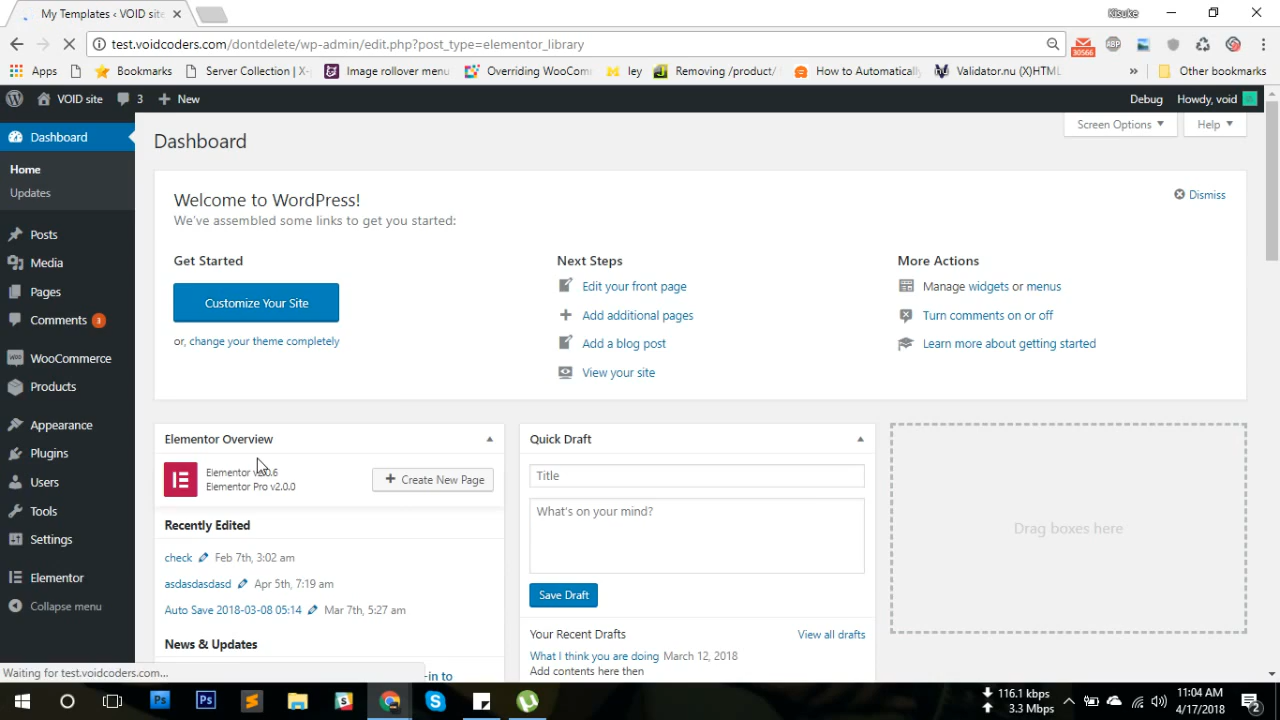 My Templates ‹ VOID sit
Kisuke
test.voidcoders.com/dontdelete/wp-admin/edit.php?post_type=elementor_library
30566
ABP
Apps
Bookmarks
Server Collection | X-
Image rollover menu
Overriding WooCom
ley
Removing /product/
How to Automatically
Validator.nu (X)HTML
»
Other bookmarks
VOID site
3
+ New
Debug
Howdy, void
Dashboard
Home
Updates
Posts
Media
Pages
Comments 3
WooCommerce
Products
Appearance
Plugins
Users
Tools
Settings
Elementor
Collapse menu
Dashboard
Screen Options
Help
Welcome to WordPress!
We've assembled some links to get you started:
Dismiss
Get Started
Customize Your Site
or, change your theme completely
Next Steps
Edit your front page
Add additional pages
Add a blog post
View your site
More Actions
Manage widgets or menus
Turn comments on or off
Learn more about getting started
Elementor Overview
Elementor
Elementor Pro v2.0.0
+ Create New Page
Recently Edited
check Feb 7th, 3:02 am
asdasdasdasd Apr 5th, 7:19 am
Auto Save 2018-03-08 05:14 Mar 7th, 5:27 am
News & Updates
-in to
Quick Draft
Title
What's on your mind?
Save Draft
Your Recent Drafts
View all drafts
What I think you are doing March 12, 2018
Add contents here then
Drag boxes here
Waiting for test.voidcoders.com...
116.1 kbps
3.3 Mbps
11:04 AM
4/17/2018
2